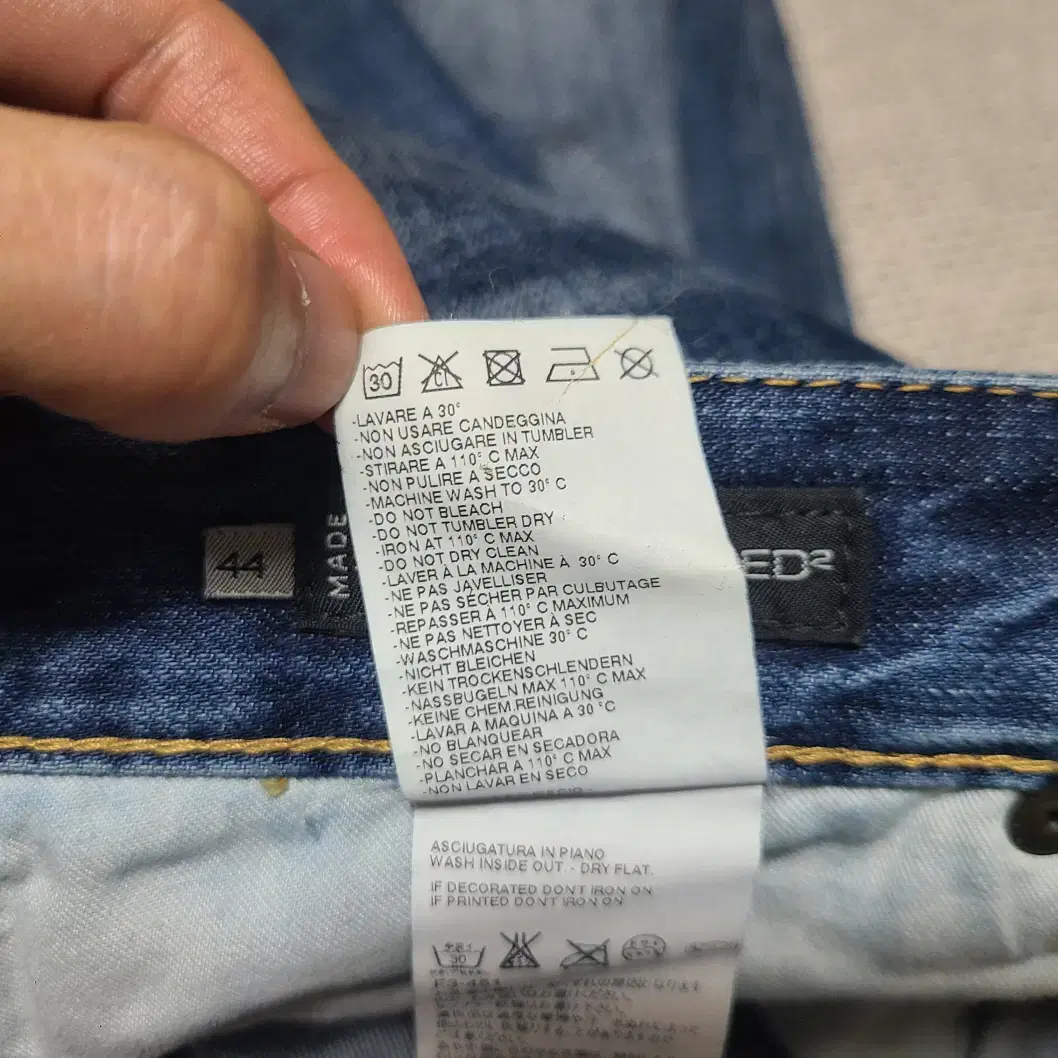 30
CL
-LAVARE A 30°
-NON USARE CANDEGGINA
-NON ASCIUGARE IN TUMBLER
-STIRARE A 110° C MAX
-NON PULIRE A SECCO
-MACHINE WASH TO 30° C
-DO NOT BLEACH
-DO NOT TUMBLER DRY
-IRON AT 110° C MAX
-DO NOT DRY CLEAN
-LAVER À LA MACHINE À 30° C
-NE PAS JAVELLISER
-NE PAS SÉCHER PAR CULBUTAGE
-REPASSER À 110° C MAXIMUM
-NE PAS NETTOYER À SEC
-WASCHMASCHINE 30° C
-NICHT BLEICHEN
-KEIN TROCKENSCHLENDERN
-NASSBUGELN MAX 110° C MAX
-KEINE CHEM.REINIGUNG
-LAVAR A MAQUINA A 30 °C
-NO BLANQUEAR
-NO SECAR EN SECADORA
-PLANCHAR A 110° C MAX
-NON LAVAR EN SECO
44
MADE
ED2
ASCIUGATURA IN PIANO
WASH INSIDE OUT. - DRY FLAT.
IF DECORATED DONT IRON ON
IF PRINTED DONT IRON ON
30